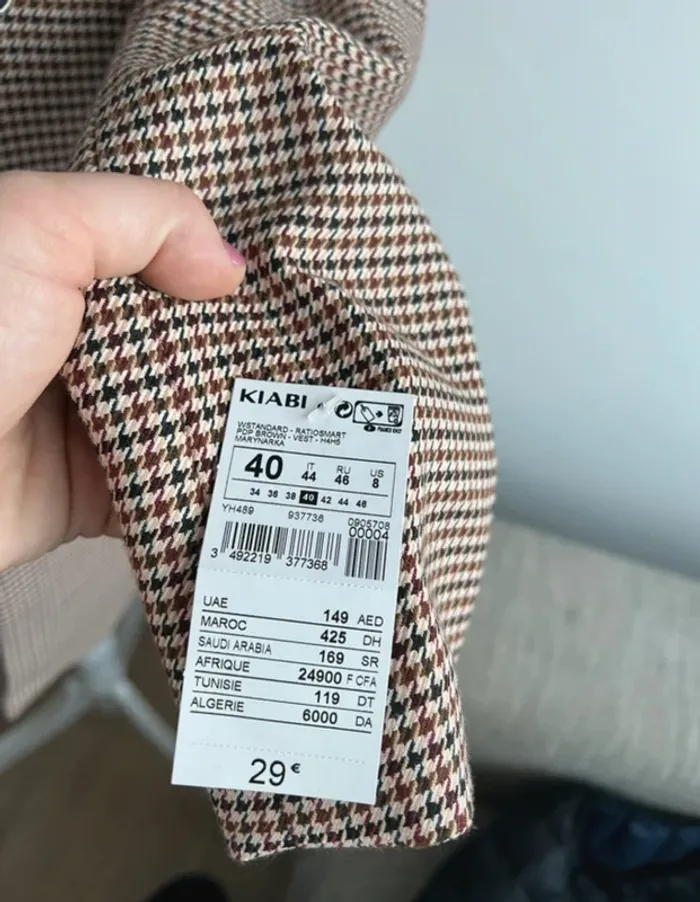 KIABI
WSTANDARD - RATIOSMART
PDP BROWN - VEST - H4H5
MARYNARKA
40 IT 44 RU 46 US 8
34 36 38 40 42 44 46
YH489 937736 0905708
00004
3 492219 377368
UAE 149 AED
MAROC 425 DH
SAUDI ARABIA 169 SR
AFRIQUE 24900 F CFA
TUNISIE 119 DT
ALGERIE 6000 DA
29€